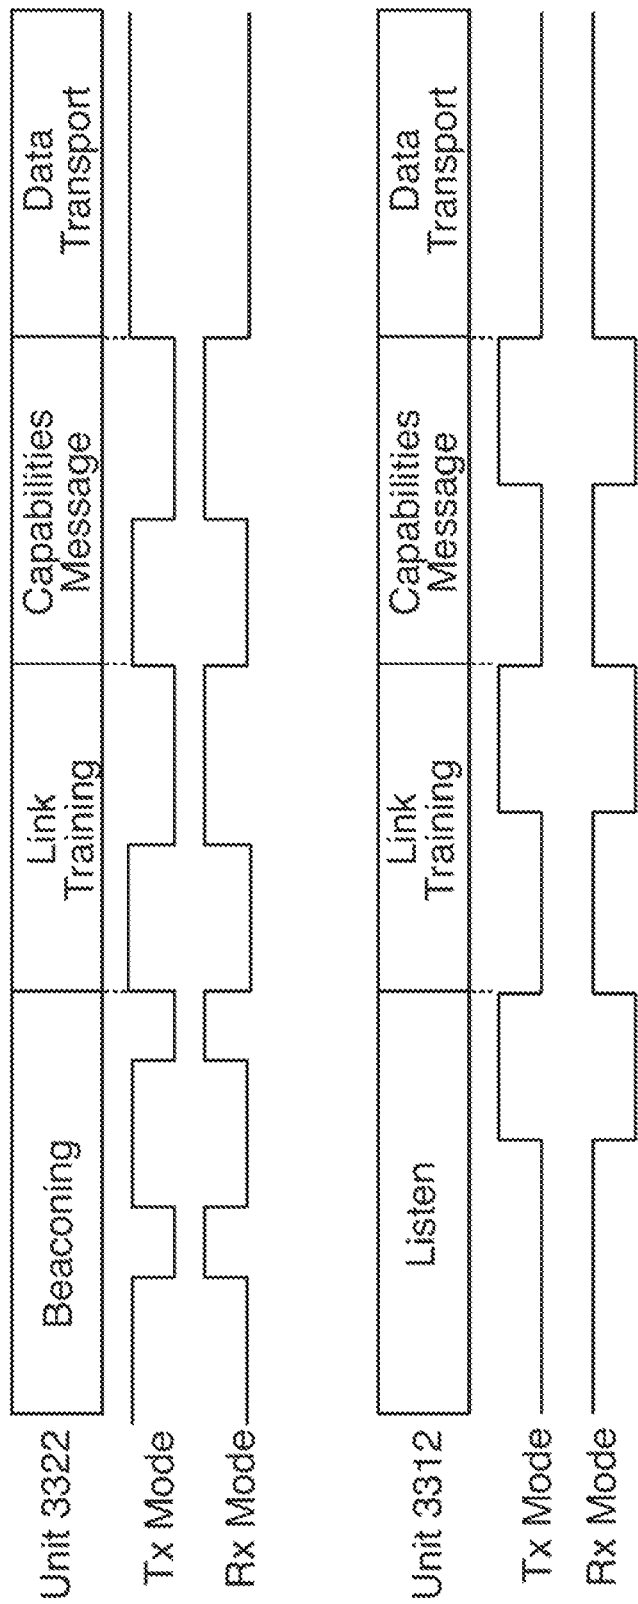 Unit 3322
Beaconing
Link
Training
Capabilities
Message
Data
Transport
Tx Mode
Rx Mode
Unit 3312
Listen
Link
Training
Capabilities
Message
Data
Transport
Tx Mode
Rx Mode